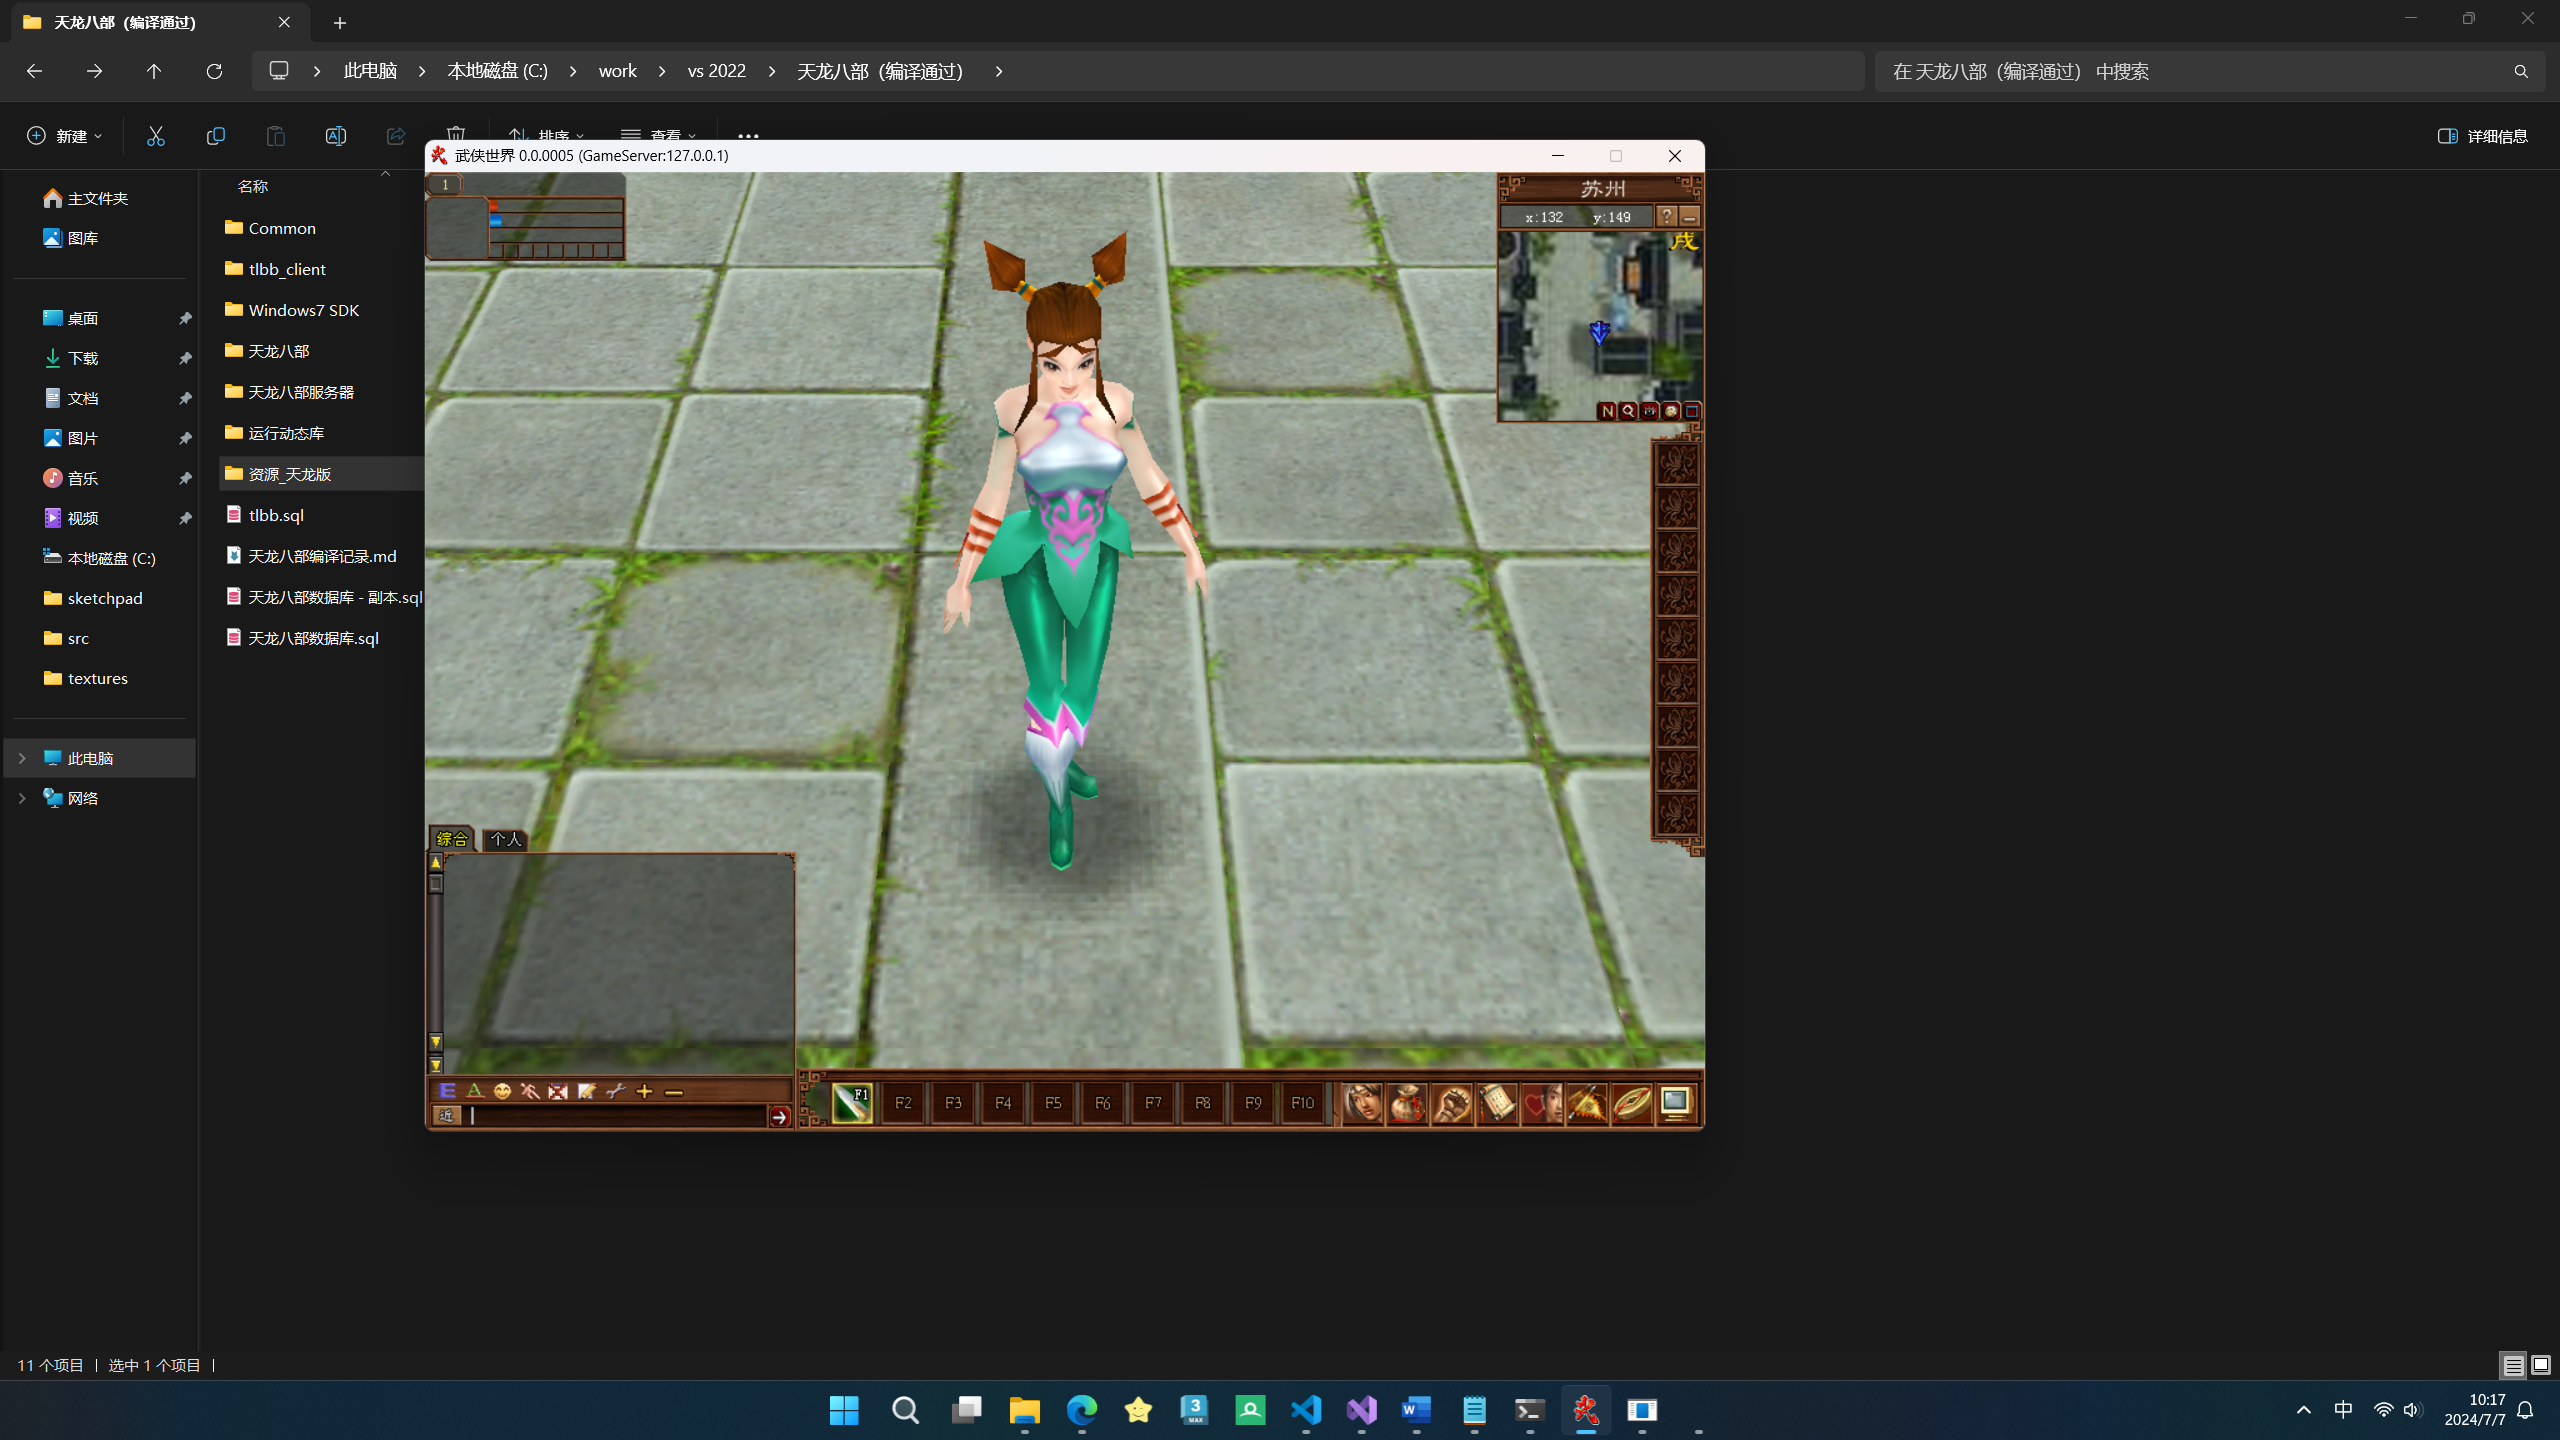 天龙八部（编译通过）
此电脑
本地磁盘 (C:)
work
vs 2022
天龙八部（编译通过）
在 天龙八部（编译通过） 中搜索
新建
排序
查看
详细信息
名称
主文件夹
图库
桌面
下载
文档
图片
音乐
视频
本地磁盘 (C:)
sketchpad
src
textures
此电脑
网络
Common
tlbb_client
Windows7 SDK
天龙八部
天龙八部服务器
运行动态库
资源_天龙版
tlbb.sql
天龙八部编译记录.md
天龙八部数据库 - 副本.sql
天龙八部数据库.sql
武侠世界 0.0.0005 (GameServer:127.0.0.1)
1
苏州
x:132 y:149
?
戌
N
综合
个人
近
F1
F2
F3
F4
F5
F6
F7
F8
F9
F10
11 个项目
选中 1 个项目
3
MAX
W
中
10:17
2024/7/7